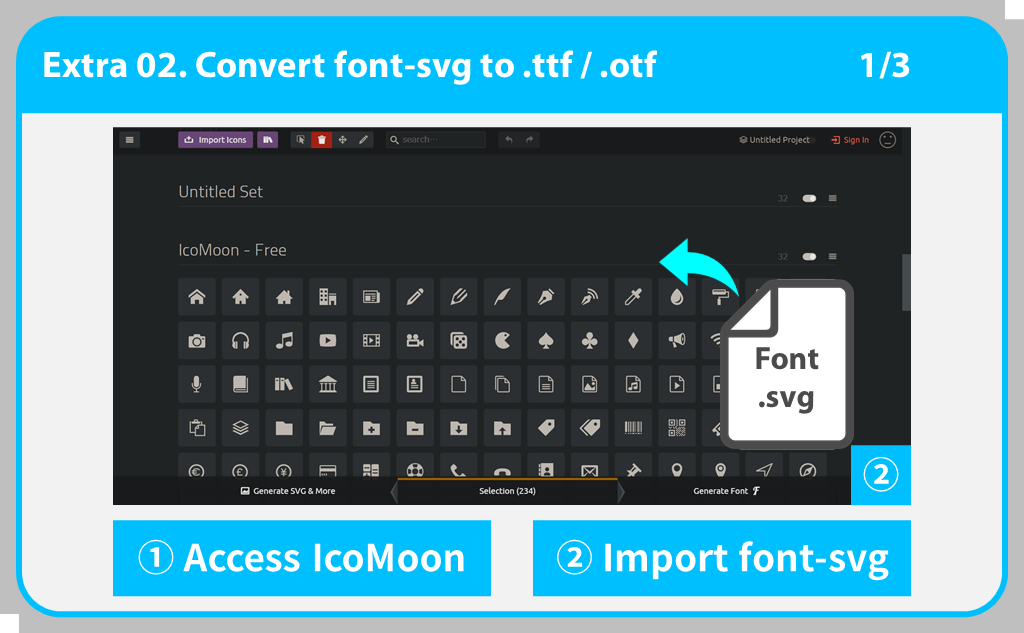 Extra 02. Convert font-svg to .ttf / .otf
1/3
Import Icons
search...
Untitled Project
Sign In
Untitled Set
32
IcoMoon - Free
32
Font
.svg
Generate SVG & More
Selection (234)
Generate Font
②
① Access IcoMoon
② Import font-svg